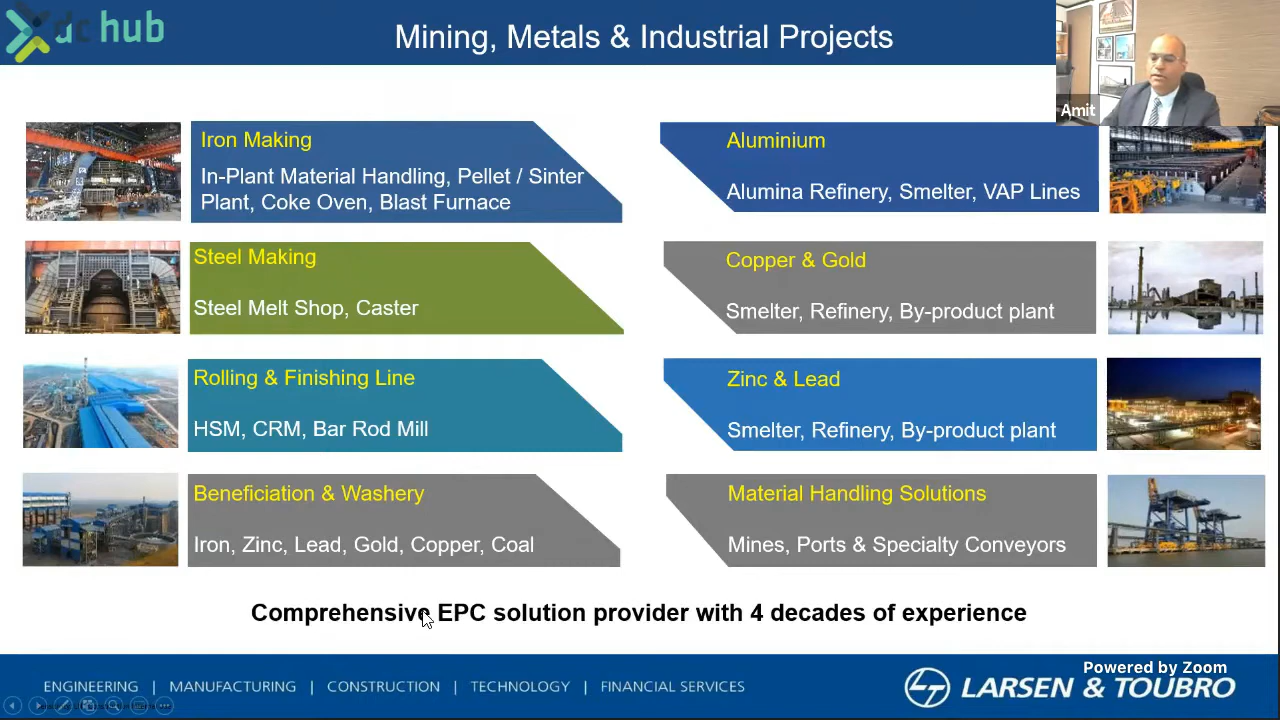 dc hub
Mining, Metals & Industrial Projects
Amit
Iron Making
In-Plant Material Handling, Pellet / Sinter
Plant, Coke Oven, Blast Furnace
Steel Making
Steel Melt Shop, Caster
Rolling & Finishing Line
HSM, CRM, Bar Rod Mill
Beneficiation & Washery
Iron, Zinc, Lead, Gold, Copper, Coal
Aluminium
Alumina Refinery, Smelter, VAP Lines
Copper & Gold
Smelter, Refinery, By-product plant
Zinc & Lead
Smelter, Refinery, By-product plant
Material Handling Solutions
Mines, Ports & Specialty Conveyors
Comprehensive EPC solution provider with 4 decades of experience
ENGINEERING | MANUFACTURING | CONSTRUCTION | TECHNOLOGY | FINANCIAL SERVICES
Powered by Zoom
LARSEN & TOUBRO